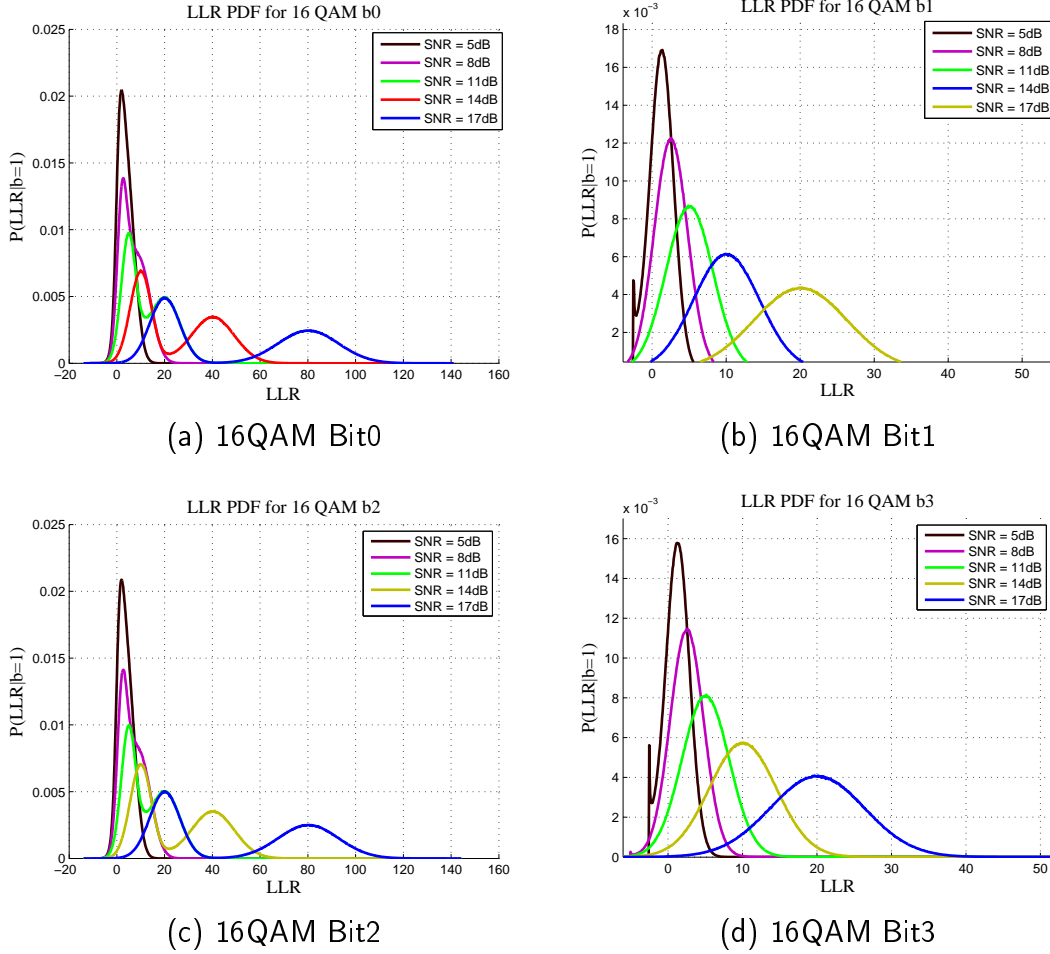 LLR PDF for 16 QAM b0
0.025
0.02
0.015
0.01
0.005
0
P(LLR|b=1)
−20 0 20 40 60 80 100 120 140 160
LLR
SNR = 5dB
SNR = 8dB
SNR = 11dB
SNR = 14dB
SNR = 17dB
(a) 16QAM Bit0
LLR PDF for 16 QAM b1
x 10⁻³
18
16
14
12
10
8
6
4
2
P(LLR|b=1)
0 10 20 30 40 50
LLR
SNR = 5dB
SNR = 8dB
SNR = 11dB
SNR = 14dB
SNR = 17dB
(b) 16QAM Bit1
LLR PDF for 16 QAM b2
0.025
0.02
0.015
0.01
0.005
0
P(LLR|b=1)
−20 0 20 40 60 80 100 120 140 160
LLR
SNR = 5dB
SNR = 8dB
SNR = 11dB
SNR = 14dB
SNR = 17dB
(c) 16QAM Bit2
LLR PDF for 16 QAM b3
x 10⁻³
16
14
12
10
8
6
4
2
0
P(LLR|b=1)
0 10 20 30 40 50
LLR
SNR = 5dB
SNR = 8dB
SNR = 11dB
SNR = 14dB
SNR = 17dB
(d) 16QAM Bit3